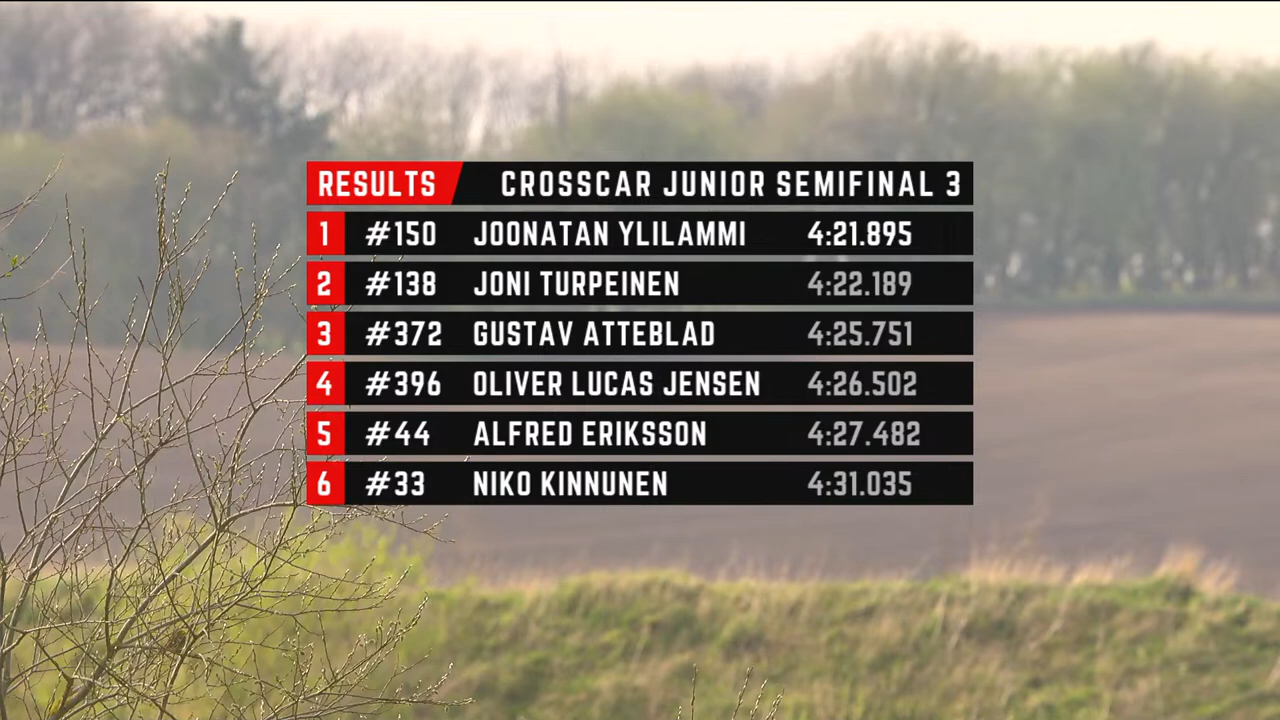 RESULTS CROSSCAR JUNIOR SEMIFINAL 3
1 #150 JOONATAN YLILAMMI 4:21.895
2 #138 JONI TURPEINEN 4:22.189
3 #372 GUSTAV ATTEBLAD 4:25.751
4 #396 OLIVER LUCAS JENSEN 4:26.502
5 #44 ALFRED ERIKSSON 4:27.482
6 #33 NIKO KINNUNEN 4:31.035